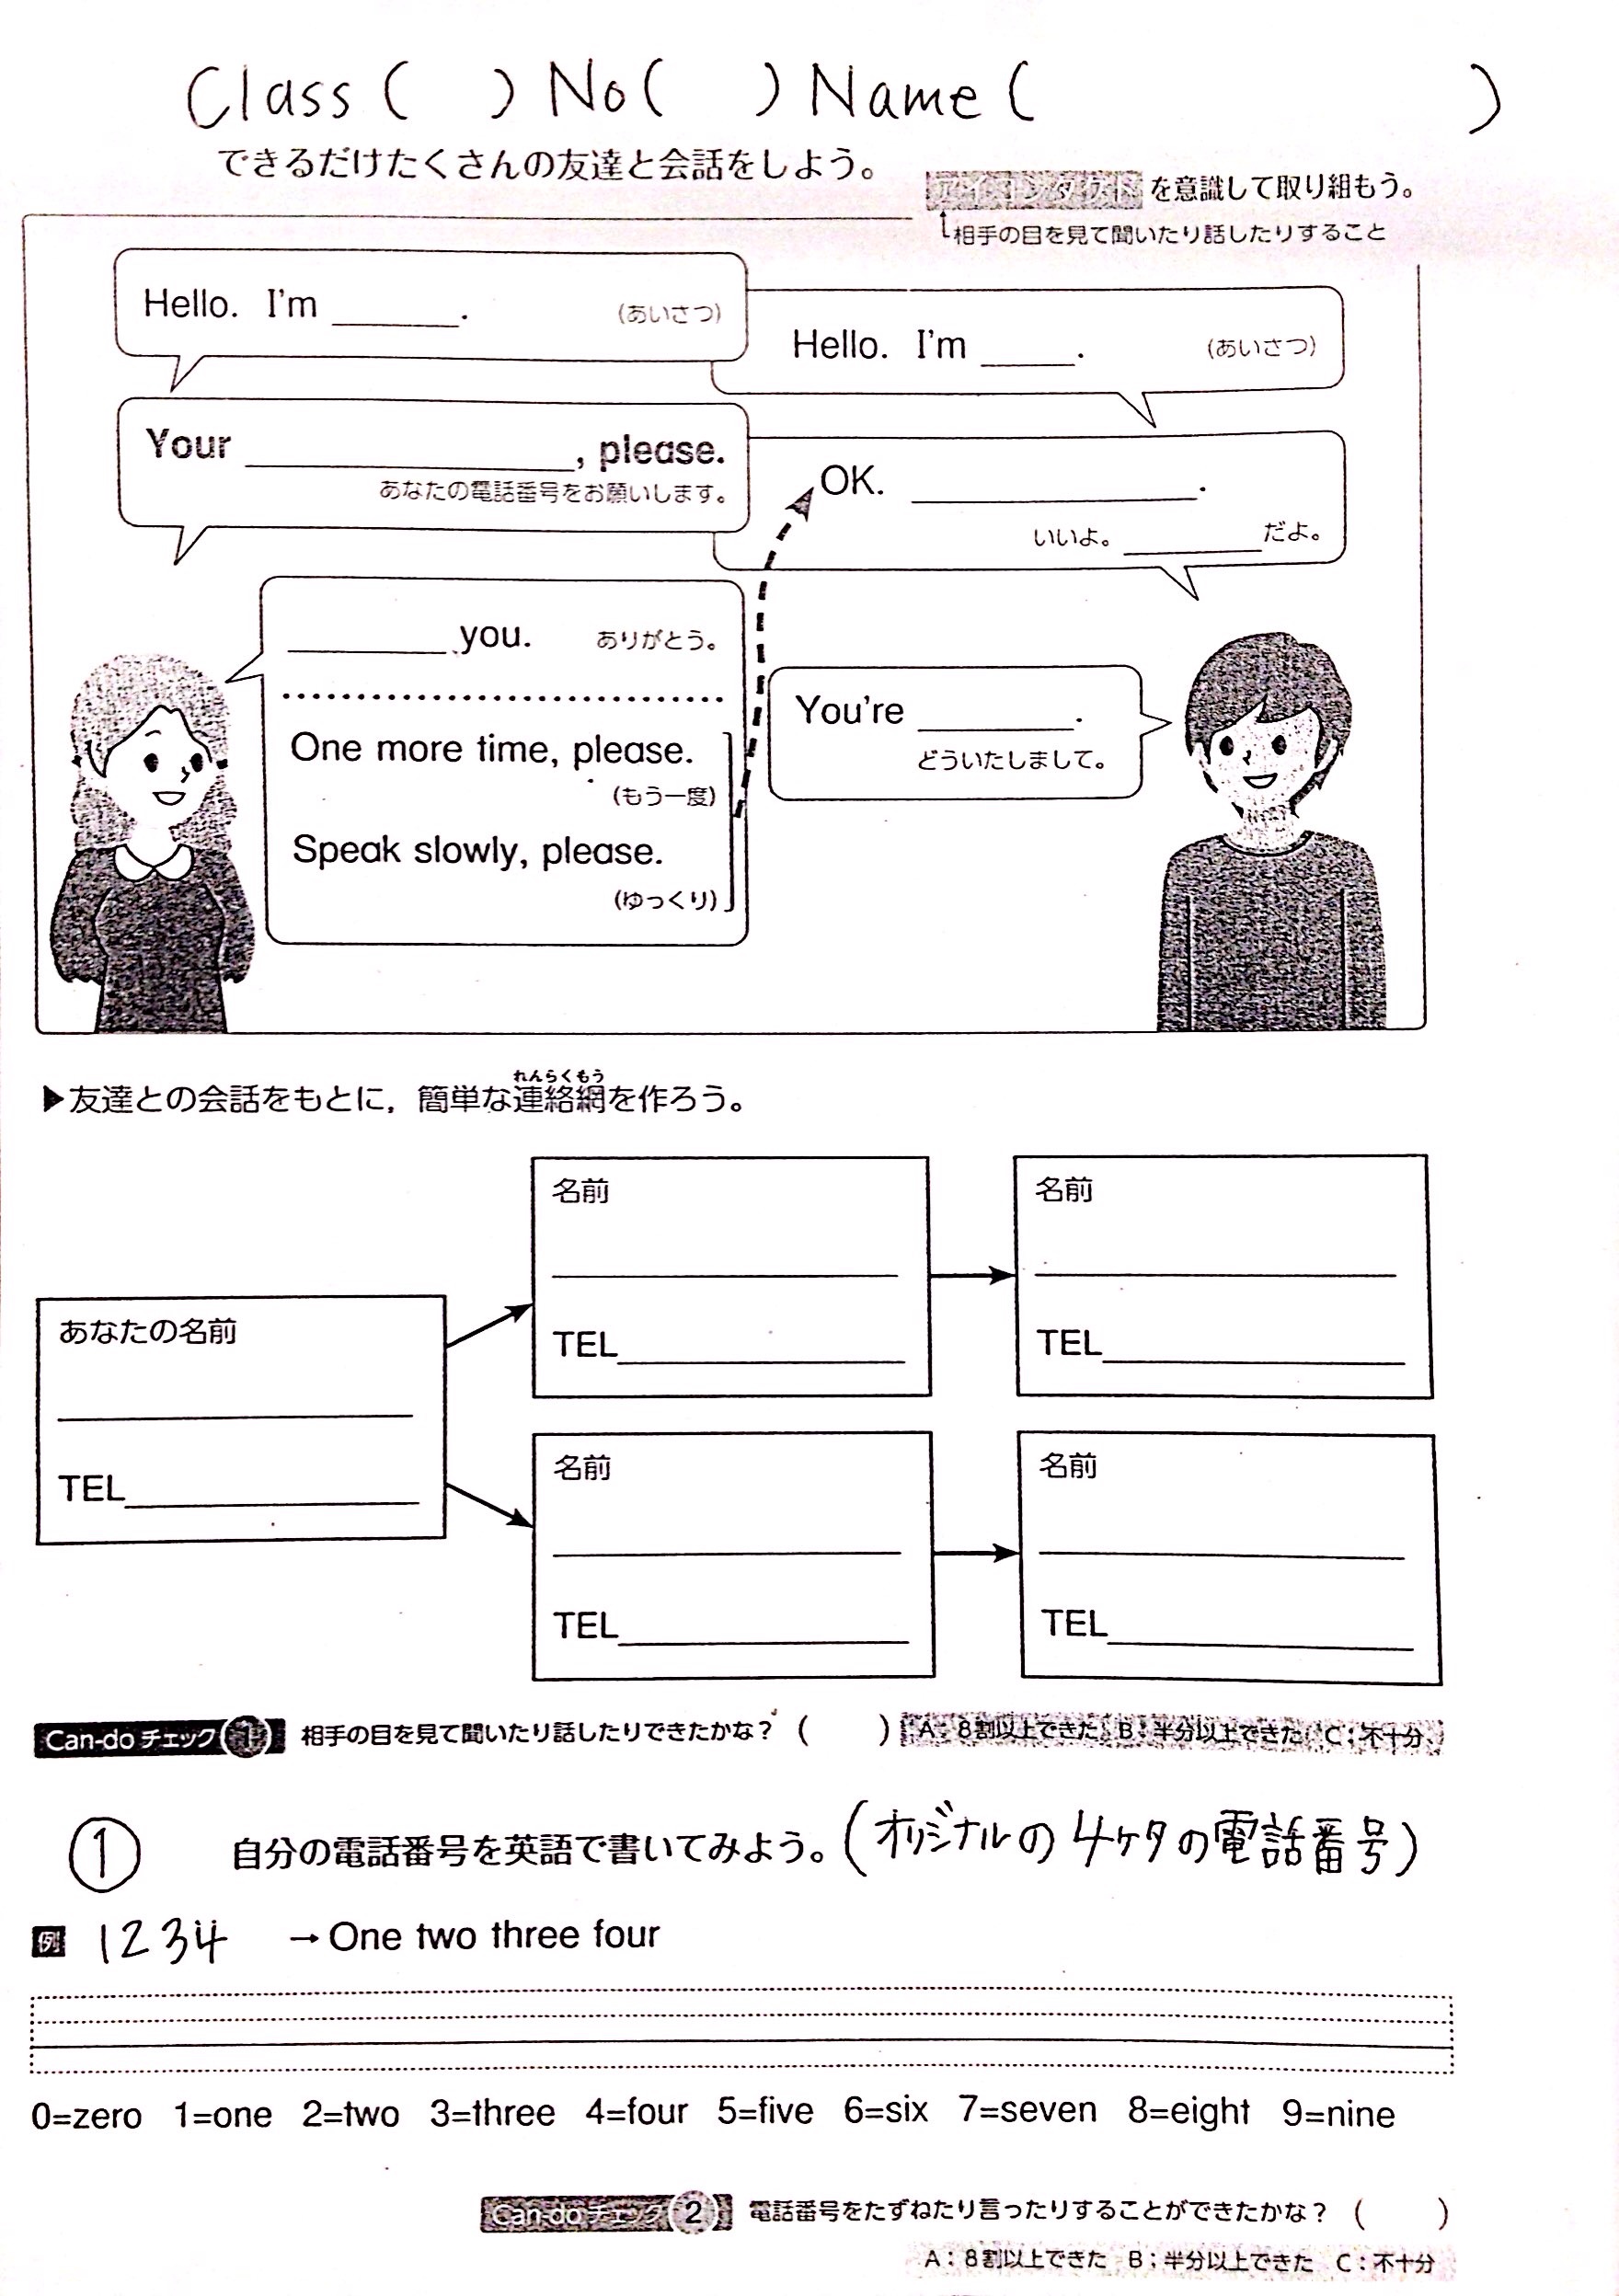 Class (　) No (　) Name (　　　)
できるだけたくさんの友達と会話をしよう。
アイコンタクト を意識して取り組もう。
相手の目を見て聞いたり話したりすること
Hello. I'm ______. (あいさつ)
Hello. I'm ____. (あいさつ)
Your ______________, please.
あなたの電話番号をお願いします。
OK. ____________.
いいよ。______だよ。
_______ you. ありがとう。
One more time, please.
(もう一度)
Speak slowly, please.
(ゆっくり)
You're _______.
どういたしまして。
れんらくもう
▶友達との会話をもとに，簡単な連絡網を作ろう。
あなたの名前
TEL____________
名前
TEL____________
名前
TEL____________
名前
TEL____________
名前
TEL____________
Can-do チェック 1 相手の目を見て聞いたり話したりできたかな？ (　) A：8割以上できた B：半分以上できた C：不十分
① 自分の電話番号を英語で書いてみよう。(オリジナルの4ケタの電話番号)
例 1234 → One two three four
0=zero 1=one 2=two 3=three 4=four 5=five 6=six 7=seven 8=eight 9=nine
Can-do チェック 2 電話番号をたずねたり言ったりすることができたかな？ (　)
A：8割以上できた B：半分以上できた C：不十分